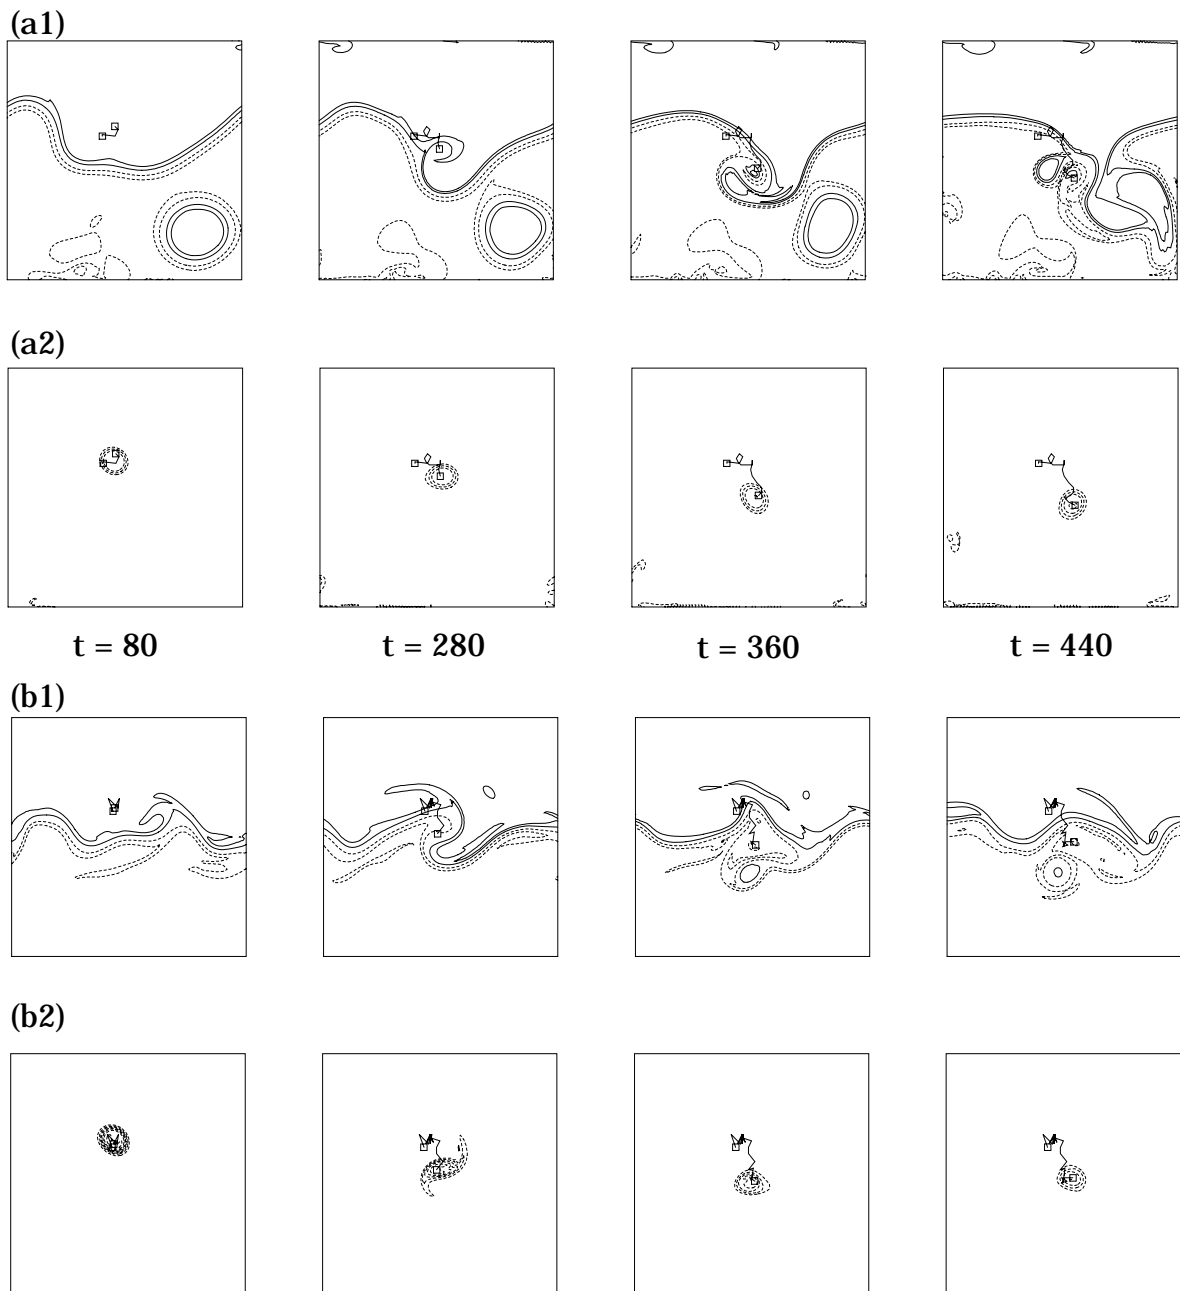 (a1)
(a2)
t = 80
t = 280
t = 360
t = 440
(b1)
(b2)